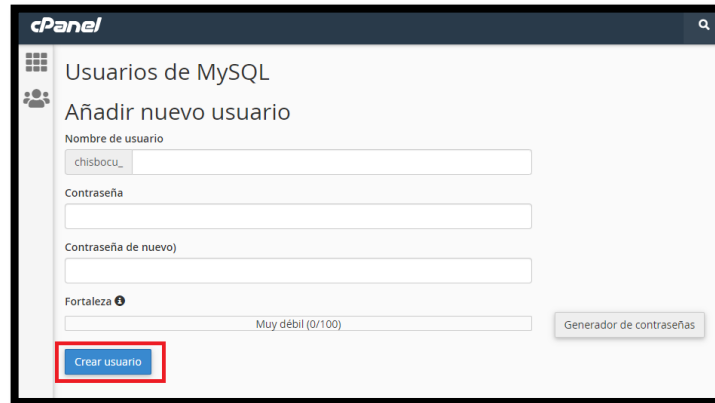 cPanel
Usuarios de MySQL
Añadir nuevo usuario
Nombre de usuario
chisbocu_
Contraseña
Contraseña de nuevo)
Fortaleza
Muy débil (0/100)
Generador de contraseñas
Crear usuario